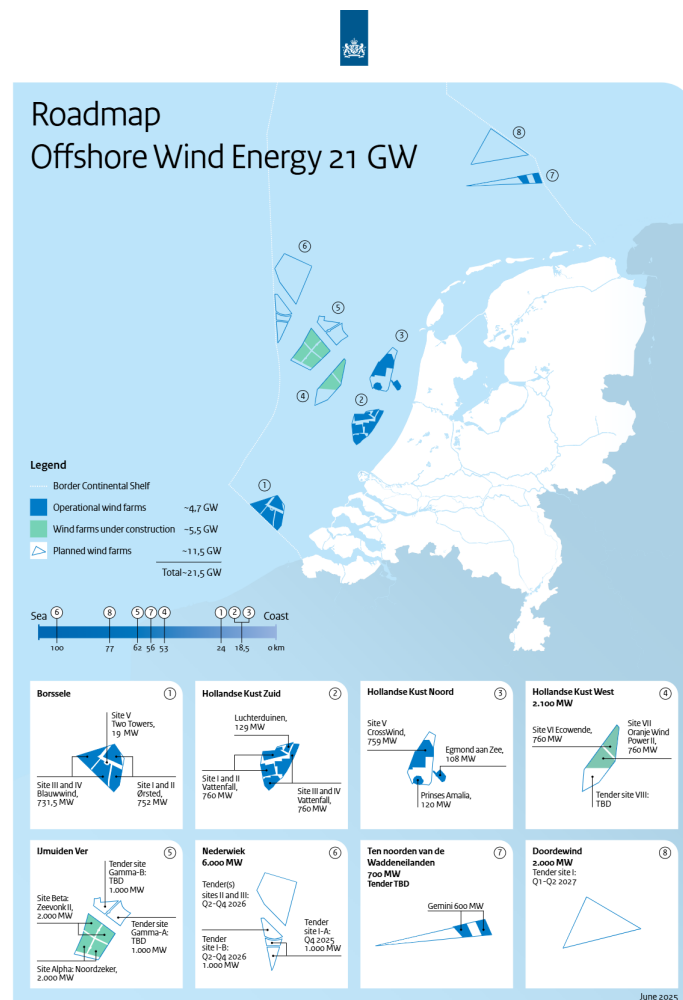 Roadmap
Offshore Wind Energy 21 GW
8
7
6
5
3
4
2
1
Legend
Border Continental Shelf
Operational wind farms ~4,7 GW
Wind farms under construction ~5,5 GW
Planned wind farms ~11,5 GW
Total~21,5 GW
Sea 6 8 5 7 4 1 2 3 Coast
100 77 62 56 53 24 18,5 0 km
Borssele 1
Site V
Two Towers,
19 MW
Site III and IV
Blauwwind,
731,5 MW
Site I and II
Ørsted,
752 MW
Hollandse Kust Zuid 2
Luchterduinen,
129 MW
Site I and II
Vattenfall,
760 MW
Site III and IV
Vattenfall,
760 MW
Hollandse Kust Noord 3
Site V
CrossWind,
759 MW
Egmond aan Zee,
108 MW
Prinses Amalia,
120 MW
Hollandse Kust West 4
2.100 MW
Site VI Ecowende,
760 MW
Site VII
Oranje Wind
Power II,
760 MW
Tender site VIII:
TBD
IJmuiden Ver 5
Tender site
Gamma-B:
TBD
1.000 MW
Site Beta:
Zeevonk II,
2.000 MW
Tender site
Gamma-A:
TBD
1.000 MW
Site Alpha: Noordzeker,
2.000 MW
Nederwiek 6
6.000 MW
Tender(s)
sites II and III:
Q2-Q4 2026
Tender
site I-B:
Q2-Q4 2026
1.000 MW
Tender
site I-A:
Q4 2025
1.000 MW
Ten noorden van de 7
Waddeneilanden
700 MW
Tender TBD
Gemini 600 MW
Doordewind 8
2.000 MW
Tender site I:
Q1-Q2 2027
June 2025